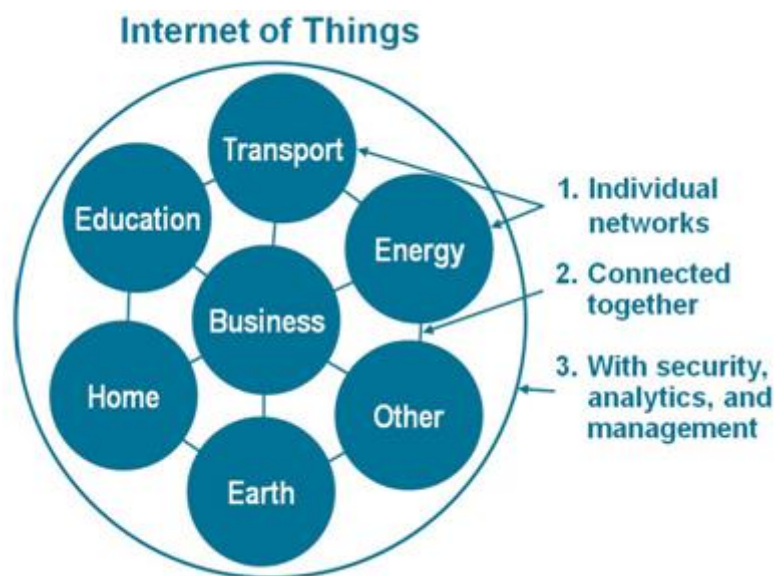 Internet of Things
Transport
Education
Energy
Business
Home
Other
Earth
1. Individual
networks
2. Connected
together
3. With security,
analytics, and
management